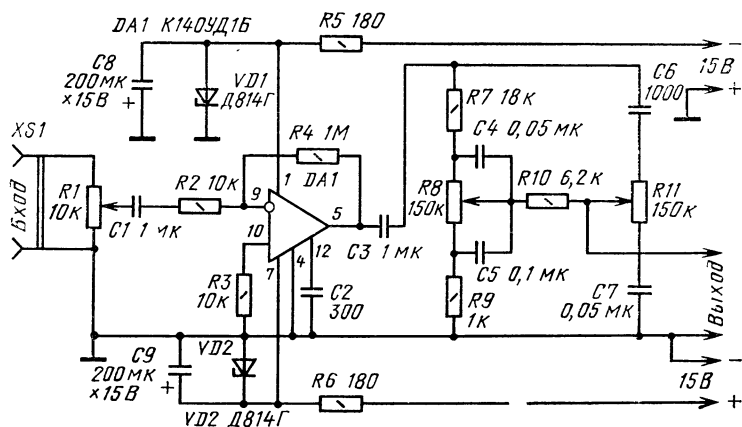 DA1 К140УД1Б
R5 180
−
15В
+
C8
200мк
×15В
+
VD1
Д814Г
R7 18к
C6
1000
C4 0,05 мк
XS1
Вход
R1
10к
C1 1 мк
R2 10к
R4 1М
DA1
9
1
10
5
7
4
12
C3 1 мк
R8
150к
R10 6,2к
R11
150к
C5 0,1 мк
R3
10к
C2
300
R9
1к
C7
0,05 мк
Выход
C9
200мк
×15В
+
VD2
VD2 Д814Г
R6 180
−
15В
+